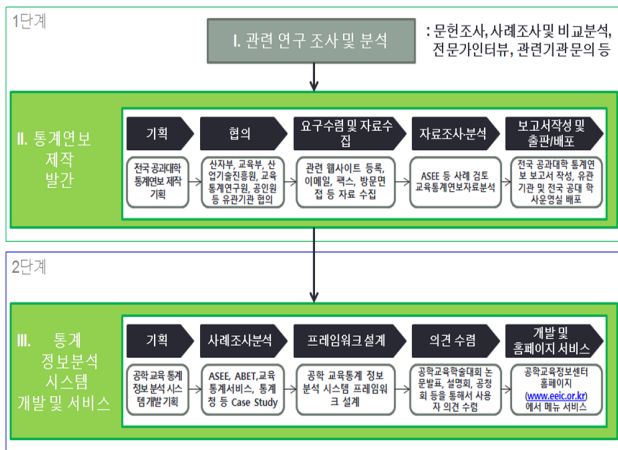 1단계
I. 관련 연구 조사 및 분석
: 문헌조사, 사례조사및 비교분석,
전문가인터뷰, 관련기관문의 등
II. 통계연보
제작
발간
기획
협의
요구수렴 및 자료수
집
자료조사·분석
보고서작성 및
출판/배포
전국 공과대학
통계연보 제작
기획
산자부, 교육부, 산
업기술진흥원, 교육
통계연구원, 공인원
등 유관기관 협의
관련 웹사이트 등록,
이메일, 팩스, 방문면
접 등 자료 수집
ASEE 등 사례 검토
교육통계연보자료분석
전국 공과대학 통계연
보 보고서 작성, 유관
기관 및 전국 공대 학
사운영실 배포
2단계
III. 통계
정보분석
시스템
개발 및 서비스
기획
사례조사분석
프레임워크 설계
의견 수렴
개발 및
홈페이지 서비스
공학 교육 통계
정보 분석 시스
템 개발 기획
ASEE, ABET,교육
통계서비스, 통계
청 등 Case Study
공학 교육통계 정보
분석 시스템 프레임워
크 설계
공학교육학술대회 논
문발표, 설명회, 공청
회 등을 통해서 사용
자 의견 수렴
공학교육정보센터
홈페이지
(www.eeic.or.kr)
에서 메뉴 서비스